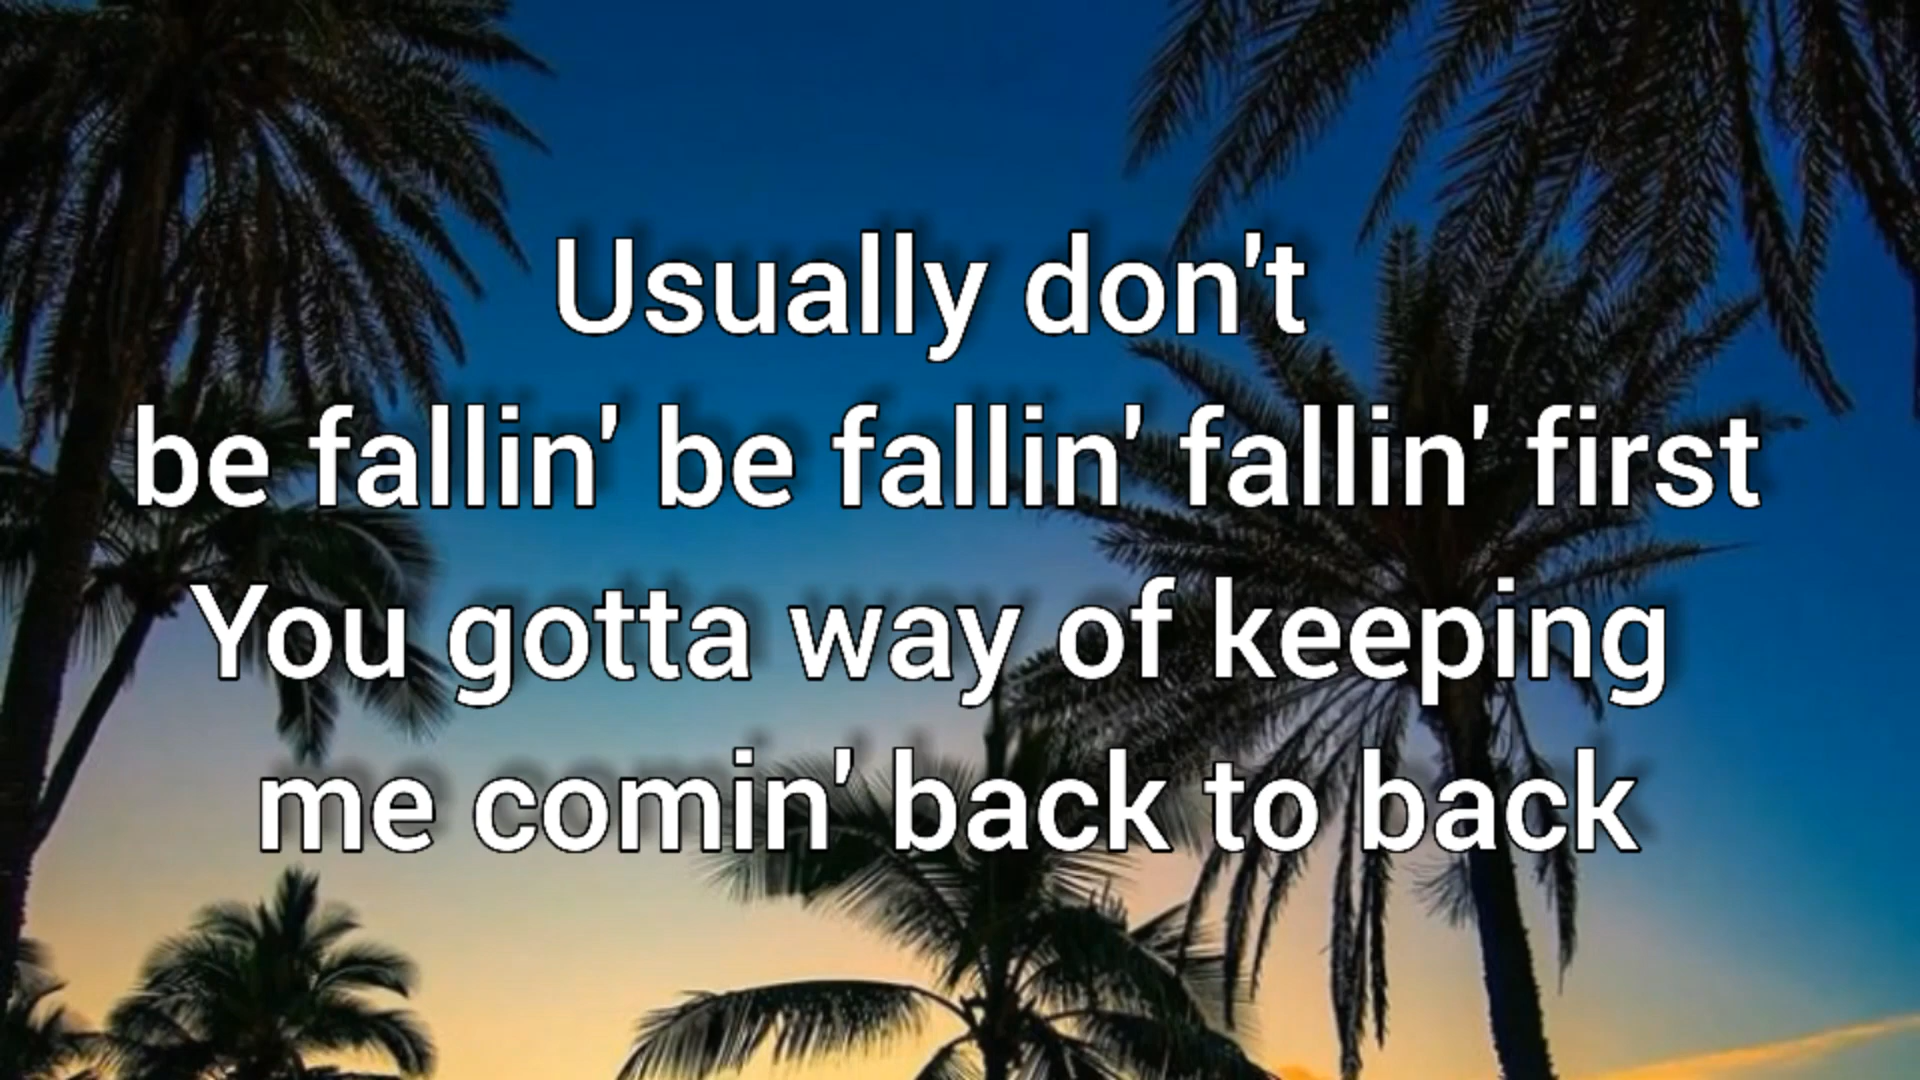 Usually don't
be fallin' be fallin' fallin' first
You gotta way of keeping
me comin' back to back